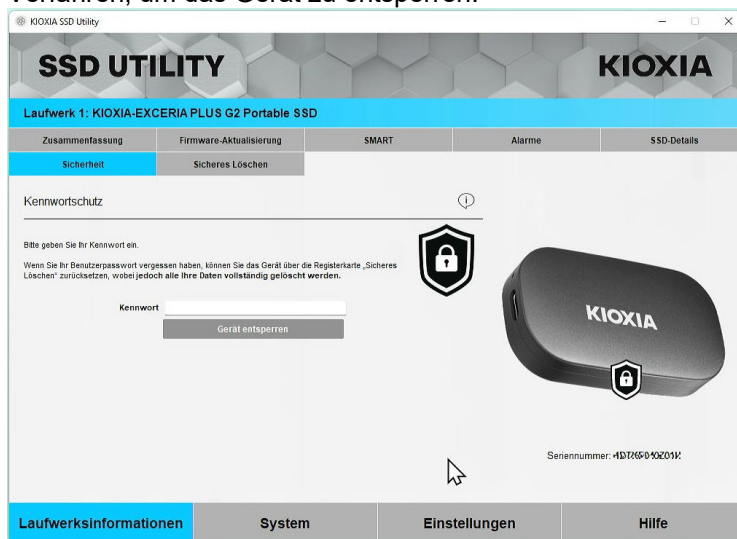 Verfahren, um das Gerät zu entsperren.
KIOXIA SSD Utility
SSD UTILITY
KIOXIA
Laufwerk 1: KIOXIA-EXCERIA PLUS G2 Portable SSD
Zusammenfassung
Firmware-Aktualisierung
SMART
Alarme
SSD-Details
Sicherheit
Sicheres Löschen
Kennwortschutz
Bitte geben Sie Ihr Kennwort ein.
Wenn Sie Ihr Benutzerpasswort vergessen haben, können Sie das Gerät über die Registerkarte „Sicheres
Löschen“ zurücksetzen, wobei jedoch alle Ihre Daten vollständig gelöscht werden.
Kennwort
Gerät entsperren
KIOXIA
Seriennummer:
Laufwerksinformationen
System
Einstellungen
Hilfe